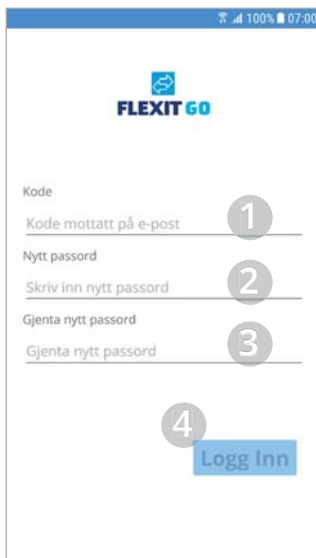 100% 07:00
FLEXIT GO
Kode
Kode mottatt på e-post
1
Nytt passord
Skriv inn nytt passord
2
Gjenta nytt passord
Gjenta nytt passord
3
4
Logg Inn